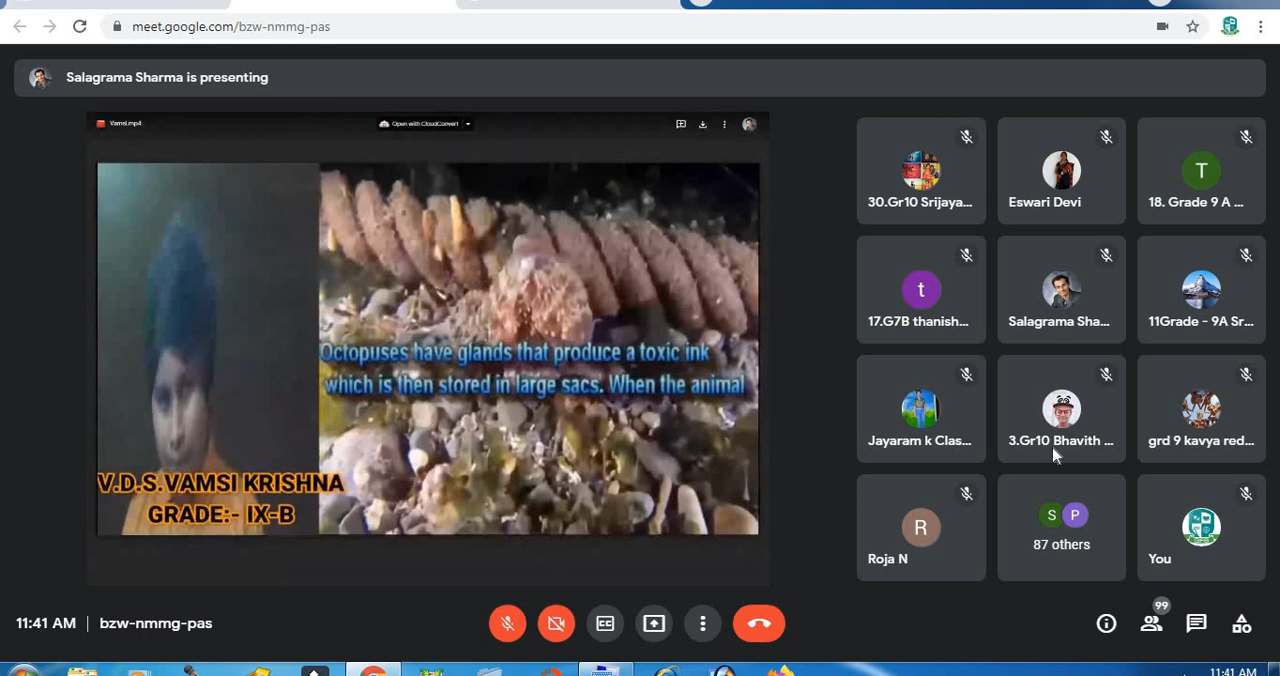 meet.google.com/bzw-nmmg-pas
Salagrama Sharma is presenting
Vamsi.mp4
Open with CloudConvert
Octopuses have glands that produce a toxic ink
which is then stored in large sacs. When the animal
V.D.S.VAMSI KRISHNA
GRADE:- IX-B
30.Gr10 Srijaya...
Eswari Devi
T
18. Grade 9 A ...
t
17.G7B thanish...
Salagrama Sha...
11Grade - 9A Sr...
Jayaram k Clas...
3.Gr10 Bhavith ...
grd 9 kavya red...
R
Roja N
S P
87 others
You
11:41 AM
bzw-nmmg-pas
99
11:41 AM